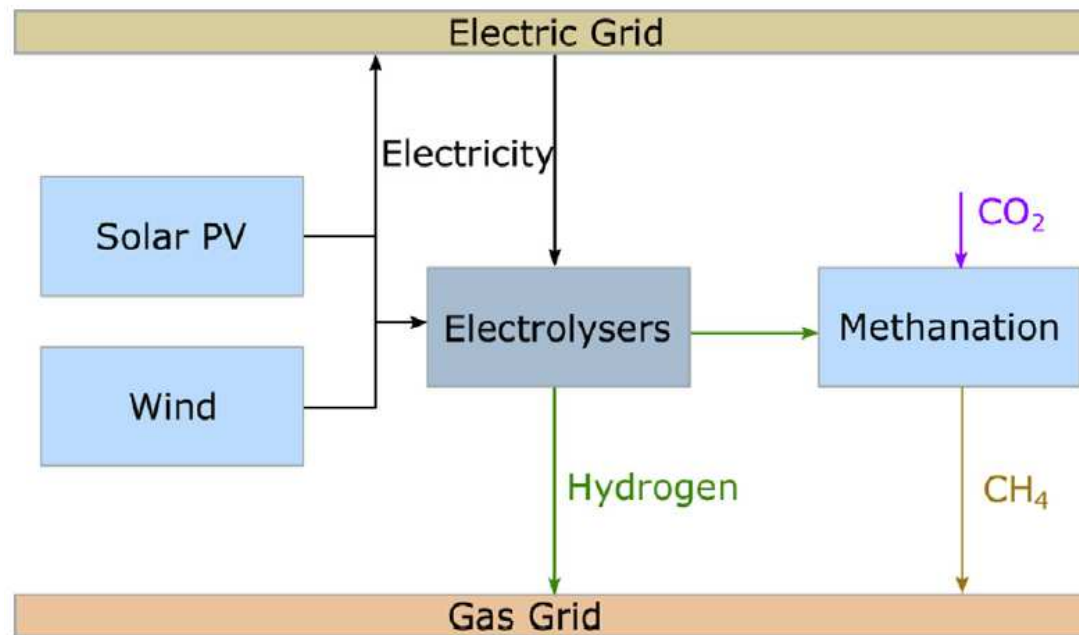 Electric Grid
Electricity
Solar PV
CO₂
Electrolysers
Methanation
Wind
Hydrogen
CH₄
Gas Grid